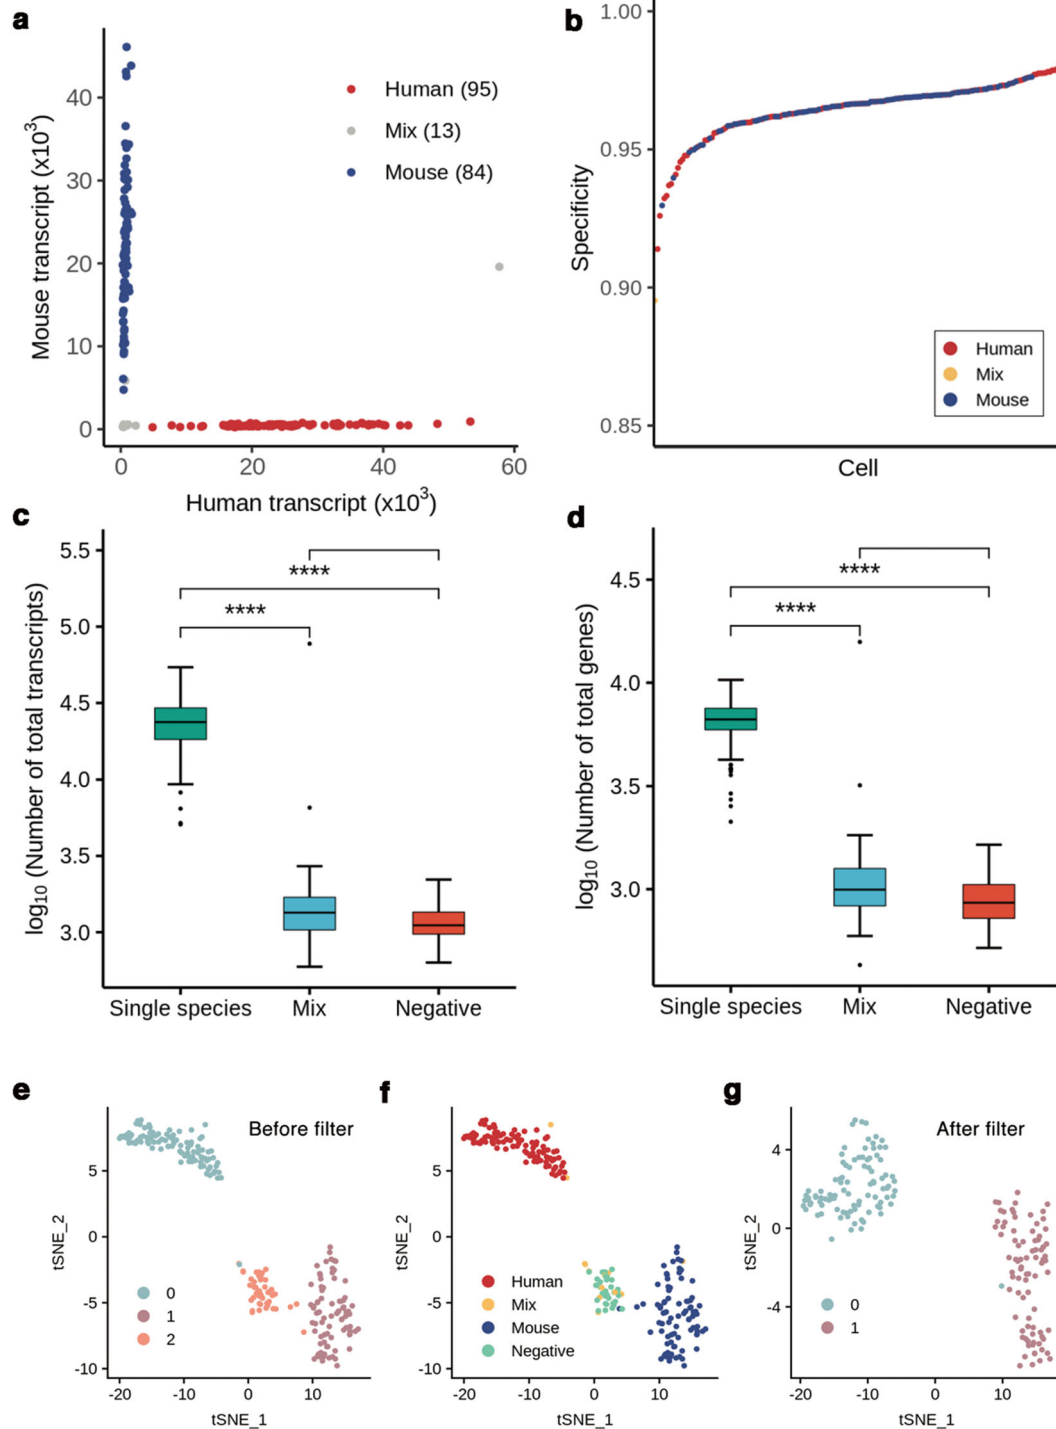 a
Mouse transcript (x10³)
40
30
20
10
0
0 20 40 60
Human transcript (x10³)
Human (95)
Mix (13)
Mouse (84)
b
Specificity
1.00
0.95
0.90
0.85
Cell
Human
Mix
Mouse
c
log₁₀ (Number of total transcripts)
5.5
5.0
4.5
4.0
3.5
3.0
****
****
Single species Mix Negative
d
log₁₀ (Number of total genes)
4.5
4.0
3.5
3.0
****
****
Single species Mix Negative
e
Before filter
tSNE_2
5
0
-5
-10
0
1
2
-20 -10 0 10
tSNE_1
f
tSNE_2
5
0
-5
-10
Human
Mix
Mouse
Negative
-20 -10 0 10
tSNE_1
g
After filter
tSNE_2
4
0
-4
0
1
-20 -10 0 10
tSNE_1